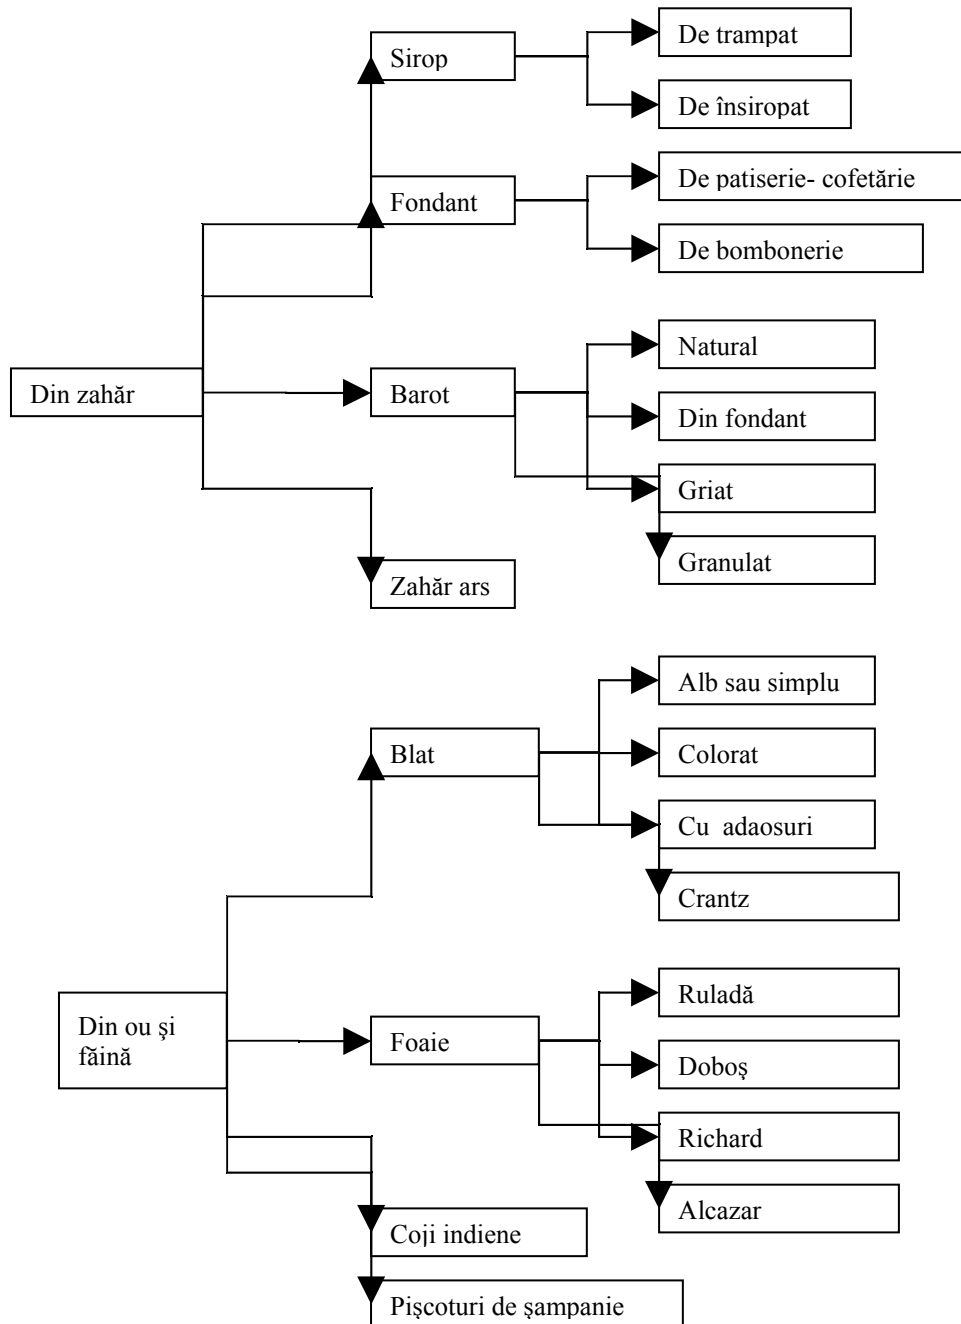 Sirop
De trampat
De însiropat
Fondant
De patiserie- cofetărie
De bombonerie
Din zahăr
Barot
Natural
Din fondant
Griat
Granulat
Zahăr ars
Blat
Alb sau simplu
Colorat
Cu  adaosuri
Crantz
Din ou şi
făină
Foaie
Ruladă
Doboş
Richard
Alcazar
Coji indiene
Pişcoturi de şampanie